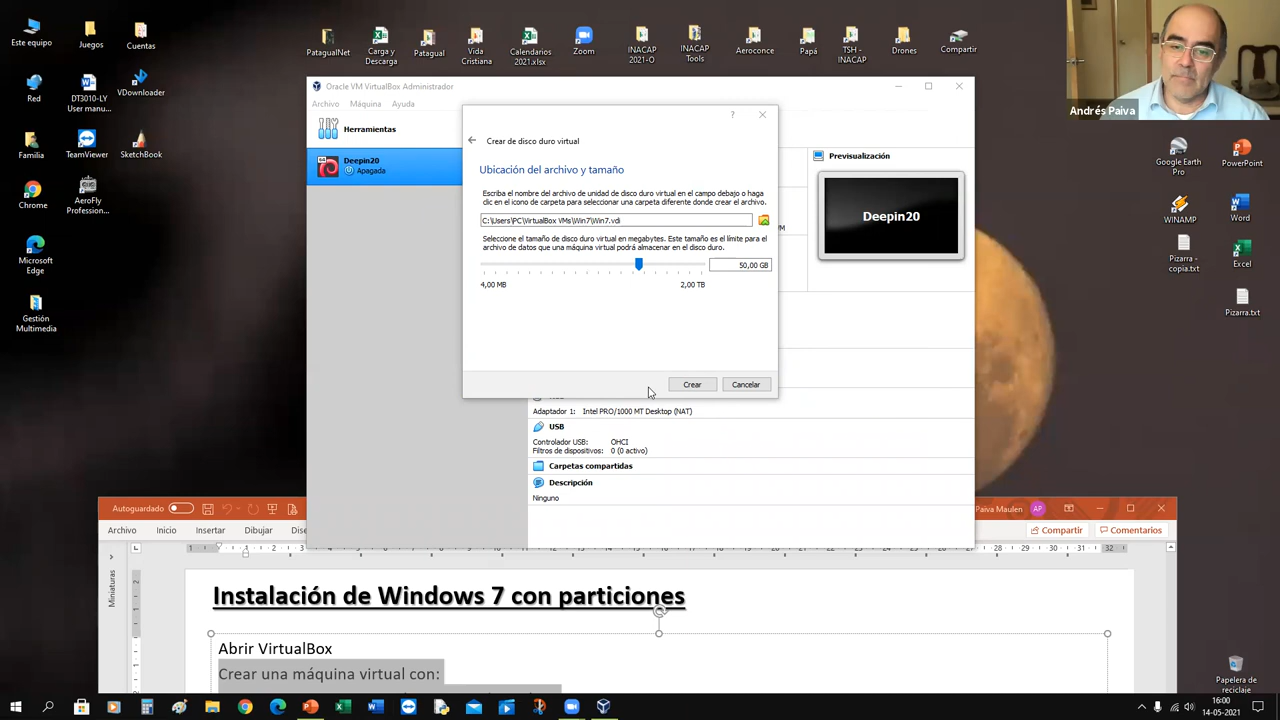 Este equipo
Juegos
Cuentas
PatagualNet
Carga y
Descarga
Patagual
Vida
Cristiana
Calendarios
2021.xlsx
Zoom
INACAP
2021-O
INACAP
Tools
Aeroconce
Papá
TSH -
INACAP
Drones
Compartir
Andrés Paiva
Red
DT3010-LY
User manu...
VDownloader
Familia
TeamViewer
SketchBook
Chrome
AeroFly
Profession...
Microsoft
Edge
Gestión
Multimedia
Google Earth
Pro
PowerPoint
WINAMP
Word
Pizarra -
copia.txt
Excel
Pizarra.txt
Papelera de
reciclaje
Oracle VM VirtualBox Administrador
Archivo Máquina Ayuda
Herramientas
Deepin20
Apagada
Previsualización
Deepin20
?
Crear de disco duro virtual
Ubicación del archivo y tamaño
Escriba el nombre del archivo de unidad de disco duro virtual en el campo debajo o haga
clic en el icono de carpeta para seleccionar una carpeta diferente donde crear el archivo.
C:\Users\PC\VirtualBox VMs\Win7\Win7.vdi
Seleccione el tamaño de disco duro virtual en megabytes. Este tamaño es el límite para el
archivo de datos que una máquina virtual podrá almacenar en el disco duro.
50,00 GB
4,00 MB 2,00 TB
Crear Cancelar
Adaptador 1: Intel PRO/1000 MT Desktop (NAT)
USB
Controlador USB: OHCI
Filtros de dispositivos: 0 (0 activo)
Carpetas compartidas
Descripción
Ninguno
Autoguardado
Paiva Maulen AP
Archivo Inicio Insertar Dibujar Dise
Compartir Comentarios
Miniaturas
Instalación de Windows 7 con particiones
Abrir VirtualBox
Crear una máquina virtual con:
16:00
14-05-2021